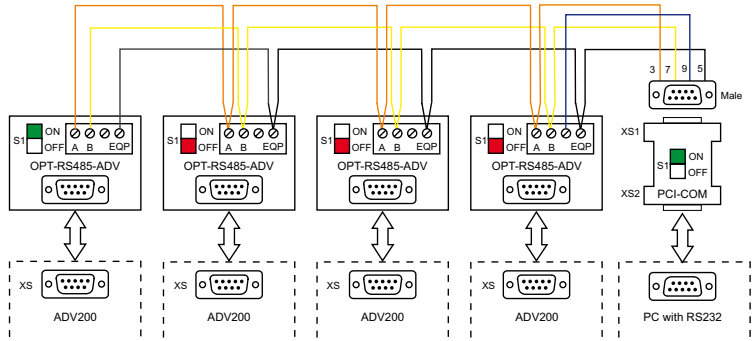 3 7 9 5
Male
S1 ON OFF A B EQP
OPT-RS485-ADV
S1 ON OFF A B EQP
OPT-RS485-ADV
S1 ON OFF A B EQP
OPT-RS485-ADV
S1 ON OFF A B EQP
OPT-RS485-ADV
XS1
S1 ON OFF
XS2 PCI-COM
XS
ADV200
XS
ADV200
XS
ADV200
XS
ADV200
PC with RS232